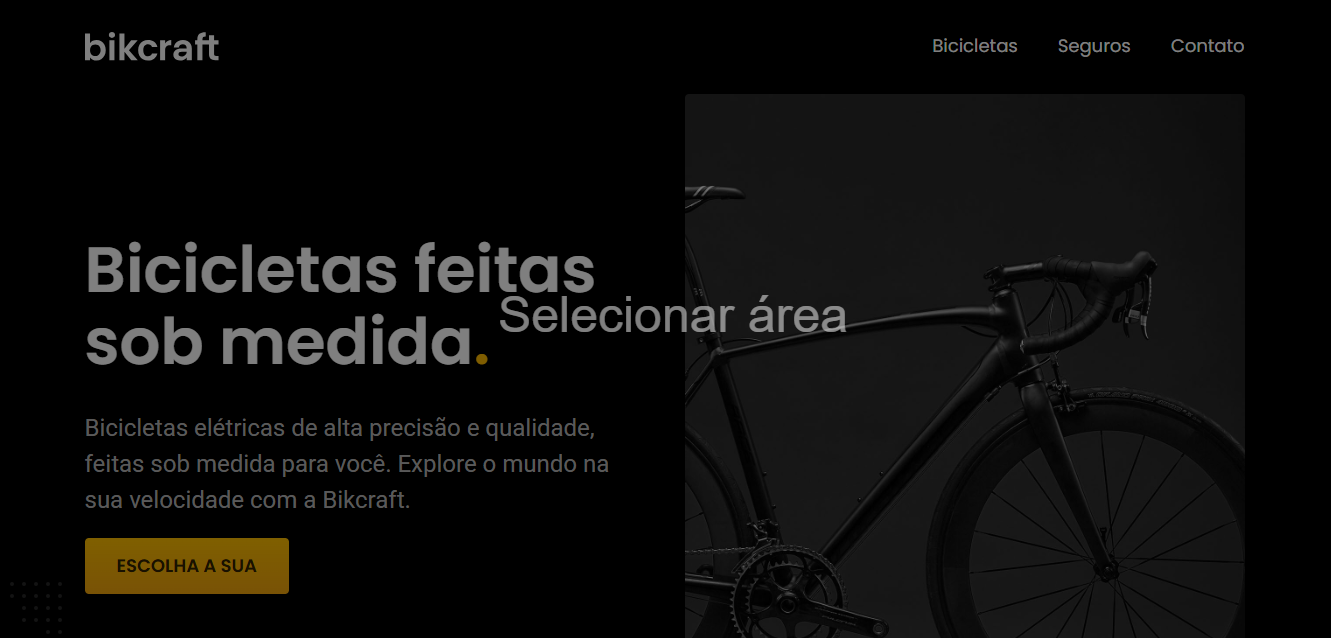 bikcraft
Bicicletas Seguros Contato
Bicicletas feitas
sob medida.
Selecionar área
Bicicletas elétricas de alta precisão e qualidade,
feitas sob medida para você. Explore o mundo na
sua velocidade com a Bikcraft.
ESCOLHA A SUA